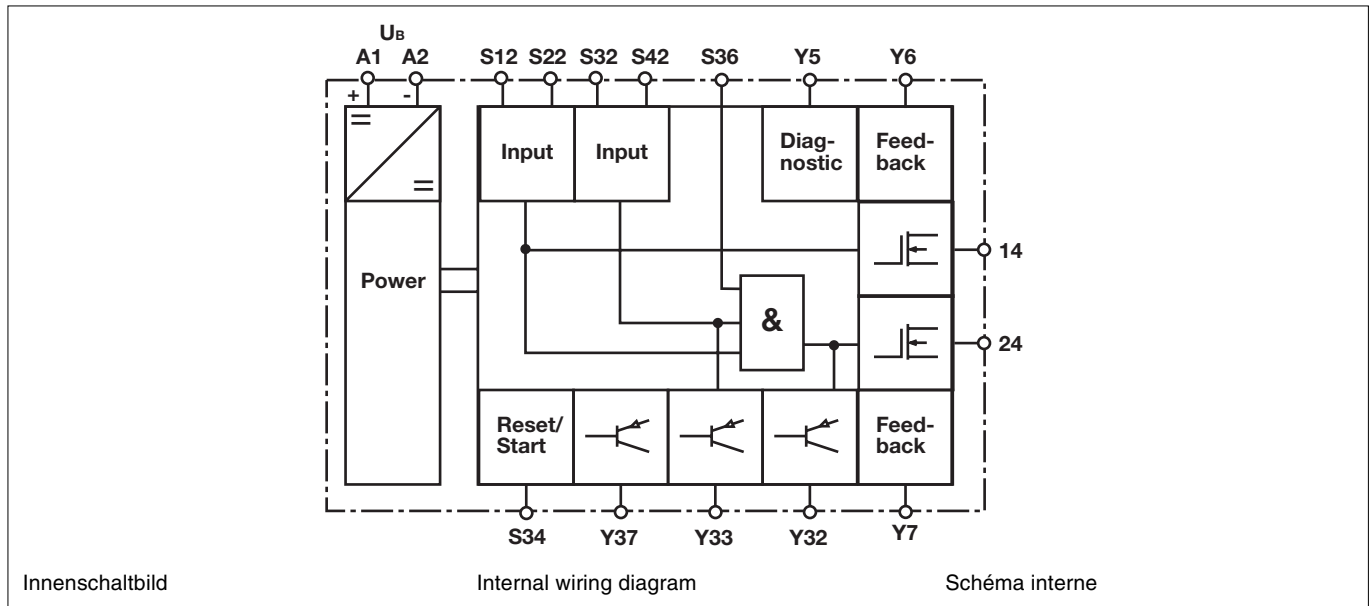 UB
A1 A2 S12 S22 S32 S42 S36 Y5 Y6
+ -
Input Input Diag-
nostic Feed-
back
14
Power
&
24
Reset/
Start Feed-
back
S34 Y37 Y33 Y32 Y7
Innenschaltbild Internal wiring diagram Schéma interne